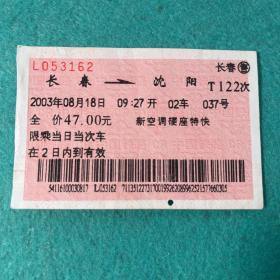 L053162 长春售
长春 → 沈阳 T122次
2003年08月18日 09:27开 02车 037号
全 价47.00元 新空调硬座特快
限乘当日当次车
在2日内到有效
54116100030817 L053162 71135122731700199262089962521577660305